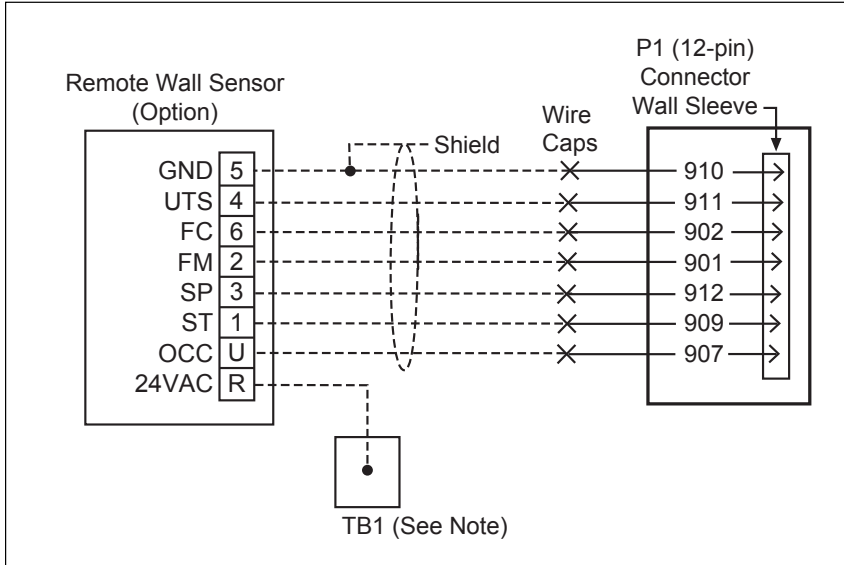 P1 (12-pin)
Connector
Wall Sleeve
Remote Wall Sensor
(Option)
Wire
Caps
Shield
GND 5 910
UTS 4 911
FC 6 902
FM 2 901
SP 3 912
ST 1 909
OCC U 907
24VAC R
TB1 (See Note)